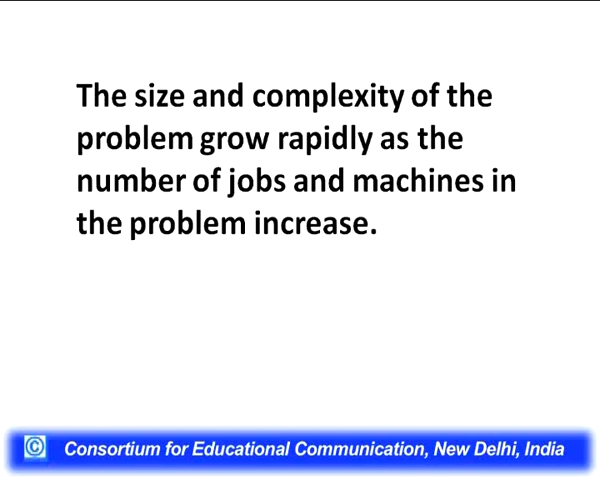 The size and complexity of the
problem grow rapidly as the
number of jobs and machines in
the problem increase.
© Consortium for Educational Communication, New Delhi, India